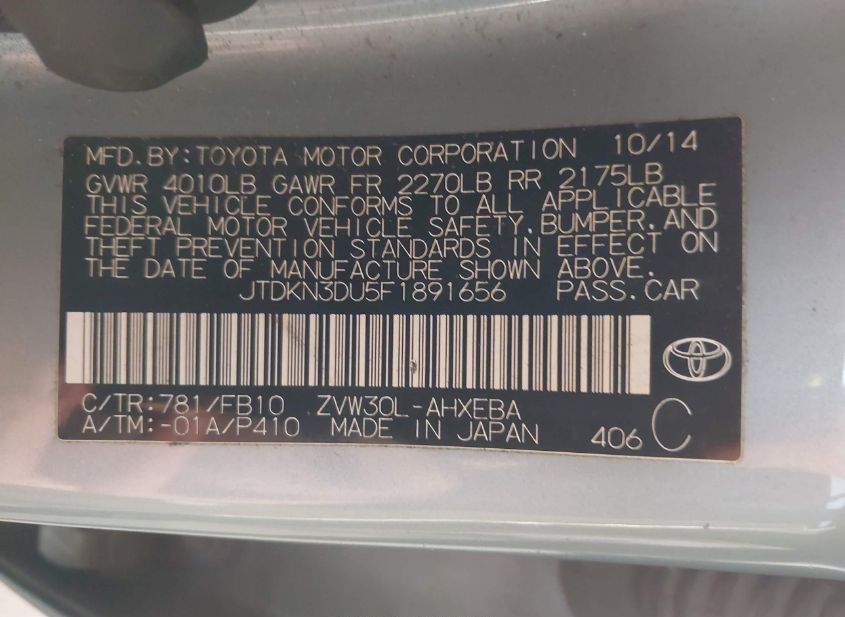 MFD.BY:TOYOTA MOTOR CORPORATION 10/14
GVWR 4010LB GAWR FR 2270LB RR 2175LB
THIS VEHICLE CONFORMS TO ALL APPLICABLE
FEDERAL MOTOR VEHICLE SAFETY,BUMPER,AND
THEFT PREVENTION STANDARDS IN EFFECT ON
THE DATE OF MANUFACTURE SHOWN ABOVE.
JTDKN3DU5F1891656 PASS.CAR
C/TR:781/FB10 ZVW30L-AHXEBA
A/TM:-01A/P410 MADE IN JAPAN 406 C